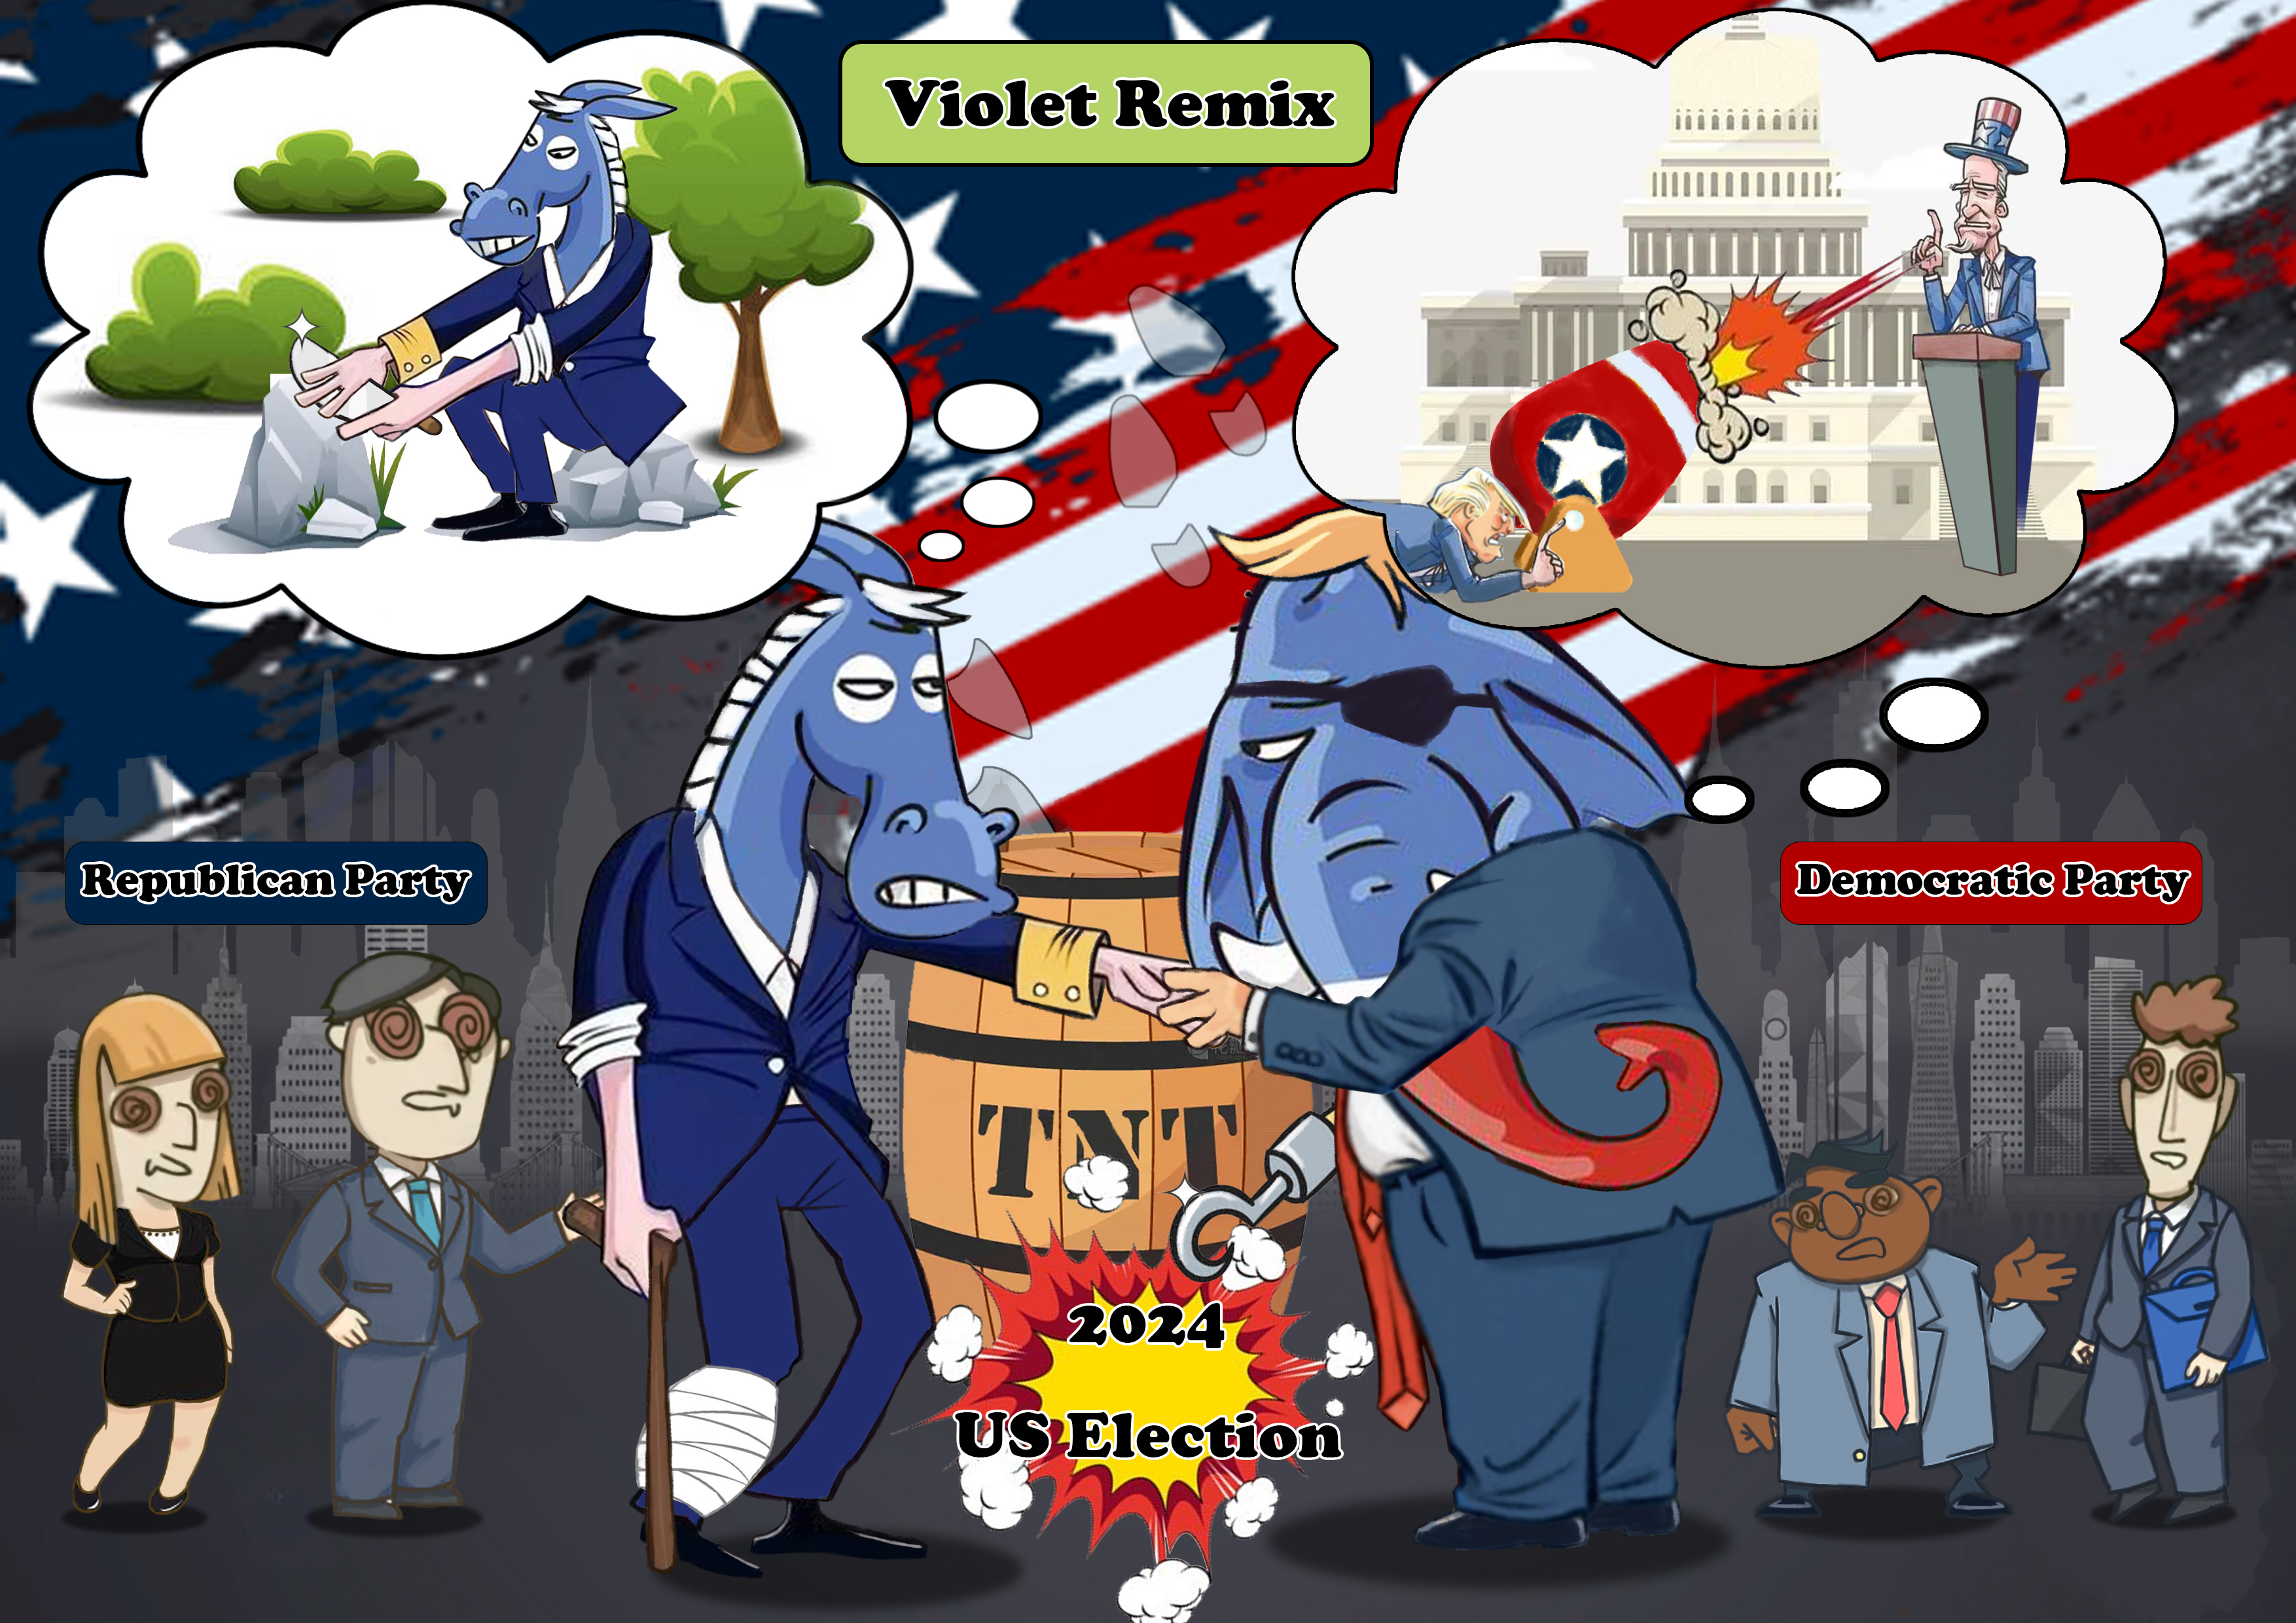 Violet Remix
Republican Party
Democratic Party
TNT
2024
US Election